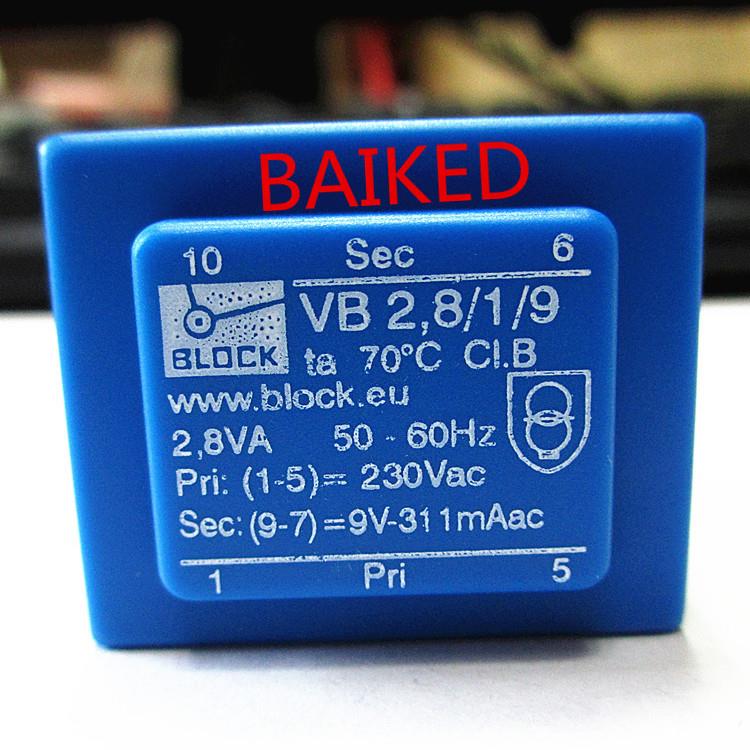 BAIKED
10 Sec 6
BLOCK
VB 2,8/1/9
ta 70°C Cl.B
www.block.eu
2,8VA 50 - 60Hz
Pri: (1-5)= 230Vac
Sec: (9-7)=9V-311mAac
1 Pri 5